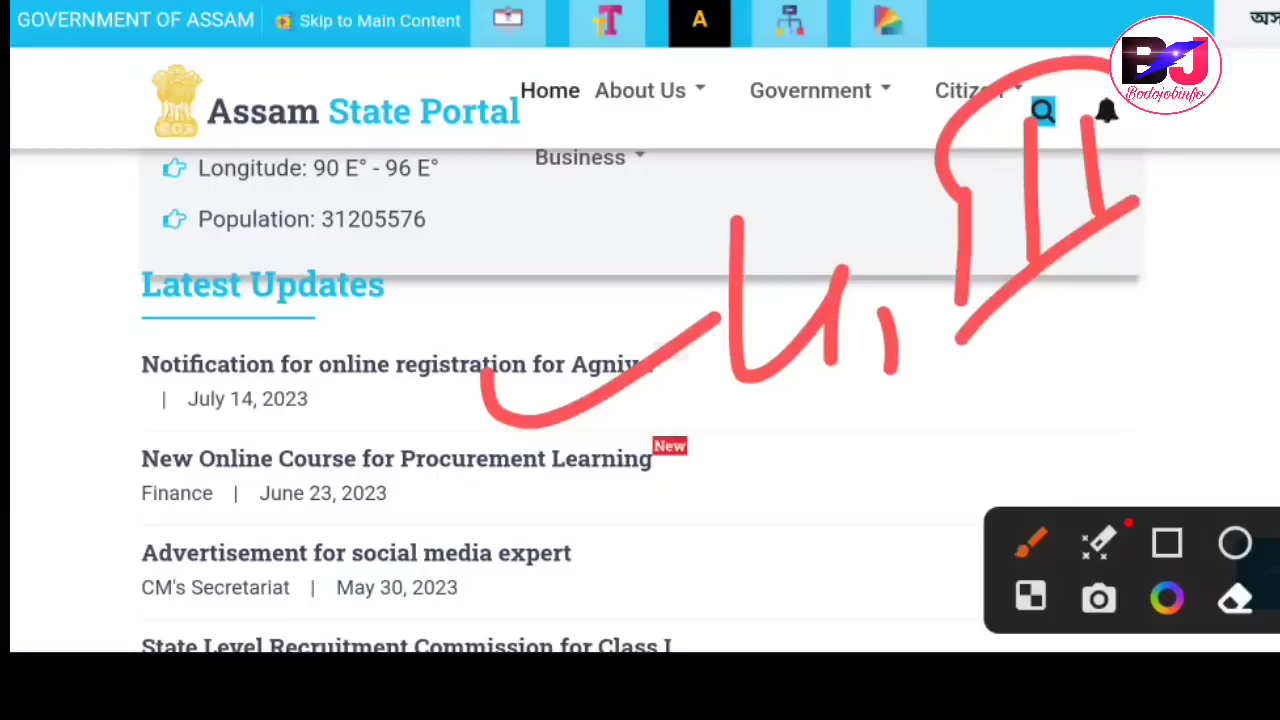 GOVERNMENT OF ASSAM
Skip to Main Content
A
অস
BJ
Bodojobinfo
Assam State Portal
Home
About Us
Government
Business
Longitude: 90 E° - 96 E°
Population: 31205576
Latest Updates
Notification for online registration for
| July 14, 2023
New Online Course for Procurement Learning
New
Finance | June 23, 2023
Advertisement for social media expert
CM's Secretariat | May 30, 2023
State Level Recruitment Commission for Class I